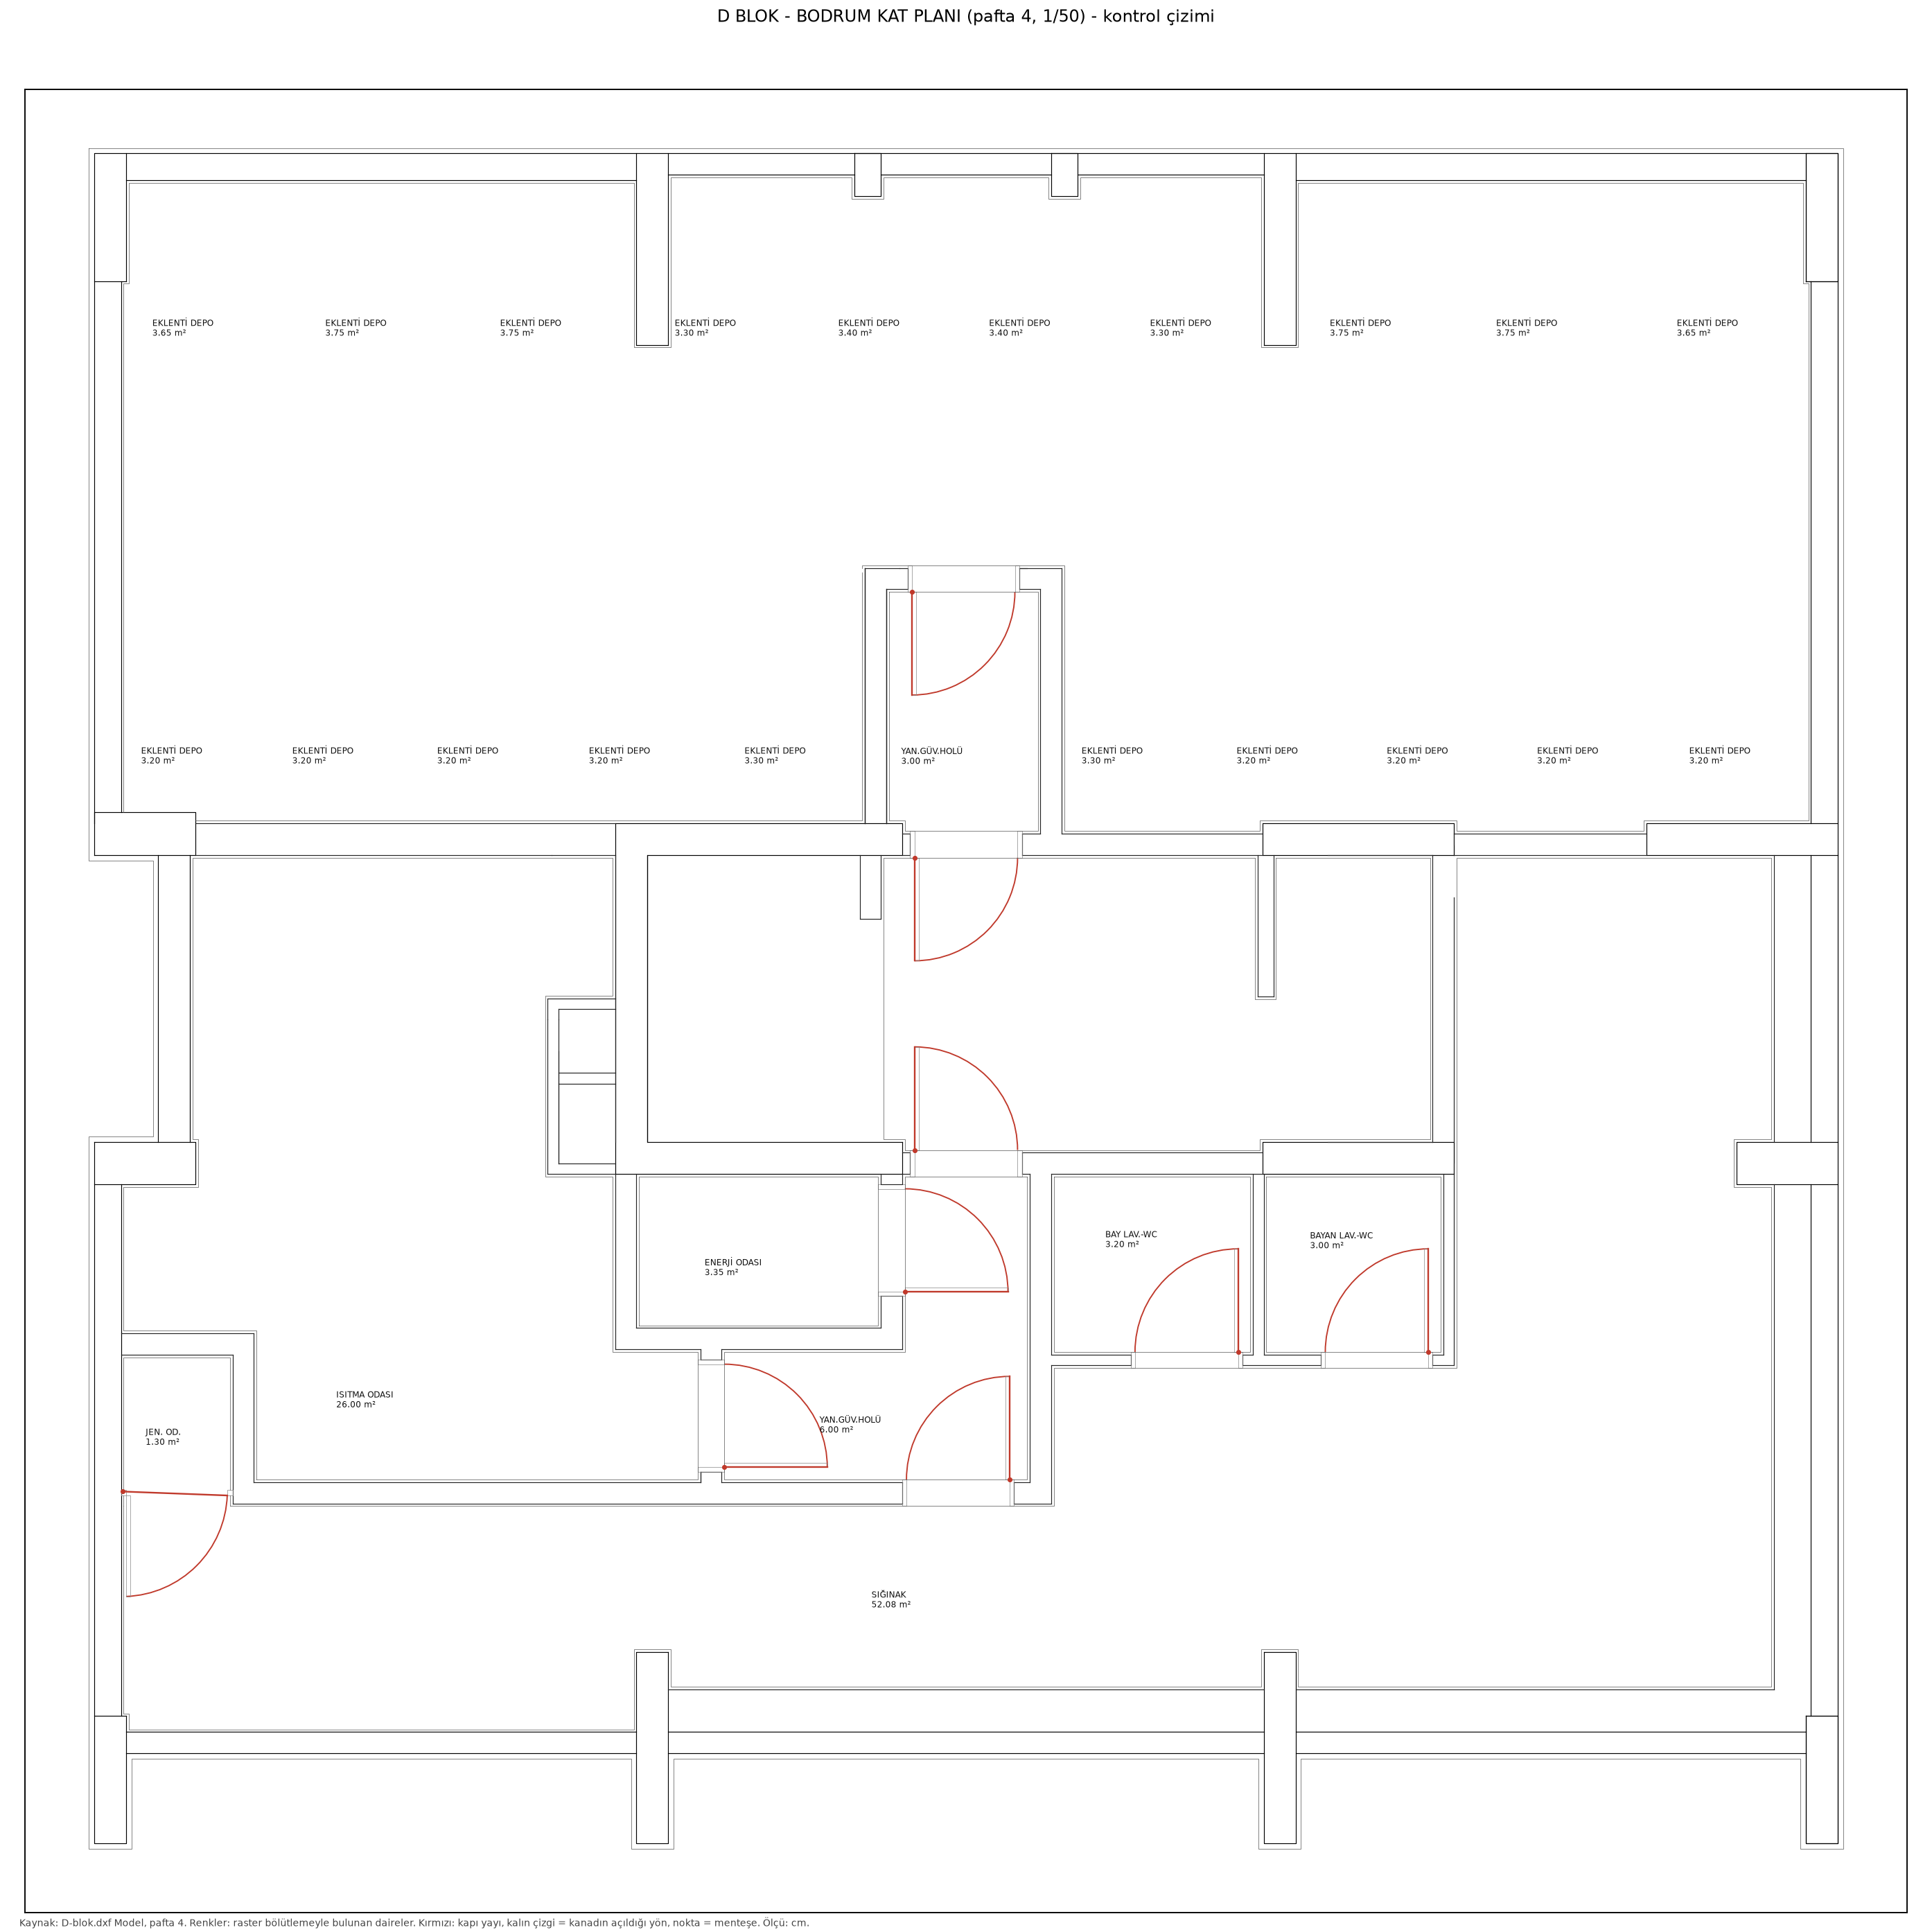 D BLOK - BODRUM KAT PLANI (pafta 4, 1/50) - kontrol çizimi
EKLENTİ DEPO
3.65 m²
EKLENTİ DEPO
3.75 m²
EKLENTİ DEPO
3.75 m²
EKLENTİ DEPO
3.30 m²
EKLENTİ DEPO
3.40 m²
EKLENTİ DEPO
3.40 m²
EKLENTİ DEPO
3.30 m²
EKLENTİ DEPO
3.75 m²
EKLENTİ DEPO
3.75 m²
EKLENTİ DEPO
3.65 m²
EKLENTİ DEPO
3.20 m²
EKLENTİ DEPO
3.20 m²
EKLENTİ DEPO
3.20 m²
EKLENTİ DEPO
3.20 m²
EKLENTİ DEPO
3.30 m²
YAN.GÜV.HOLÜ
3.00 m²
EKLENTİ DEPO
3.30 m²
EKLENTİ DEPO
3.20 m²
EKLENTİ DEPO
3.20 m²
EKLENTİ DEPO
3.20 m²
EKLENTİ DEPO
3.20 m²
ENERJİ ODASI
3.35 m²
BAY LAV.-WC
3.20 m²
BAYAN LAV.-WC
3.00 m²
ISITMA ODASI
26.00 m²
JEN. OD.
1.30 m²
YAN.GÜV.HOLÜ
6.00 m²
SIĞINAK
52.08 m²
Kaynak: D-blok.dxf Model, pafta 4. Renkler: raster bölütlemeyle bulunan daireler. Kırmızı: kapı yayı, kalın çizgi = kanadın açıldığı yön, nokta = menteşe. Ölçü: cm.